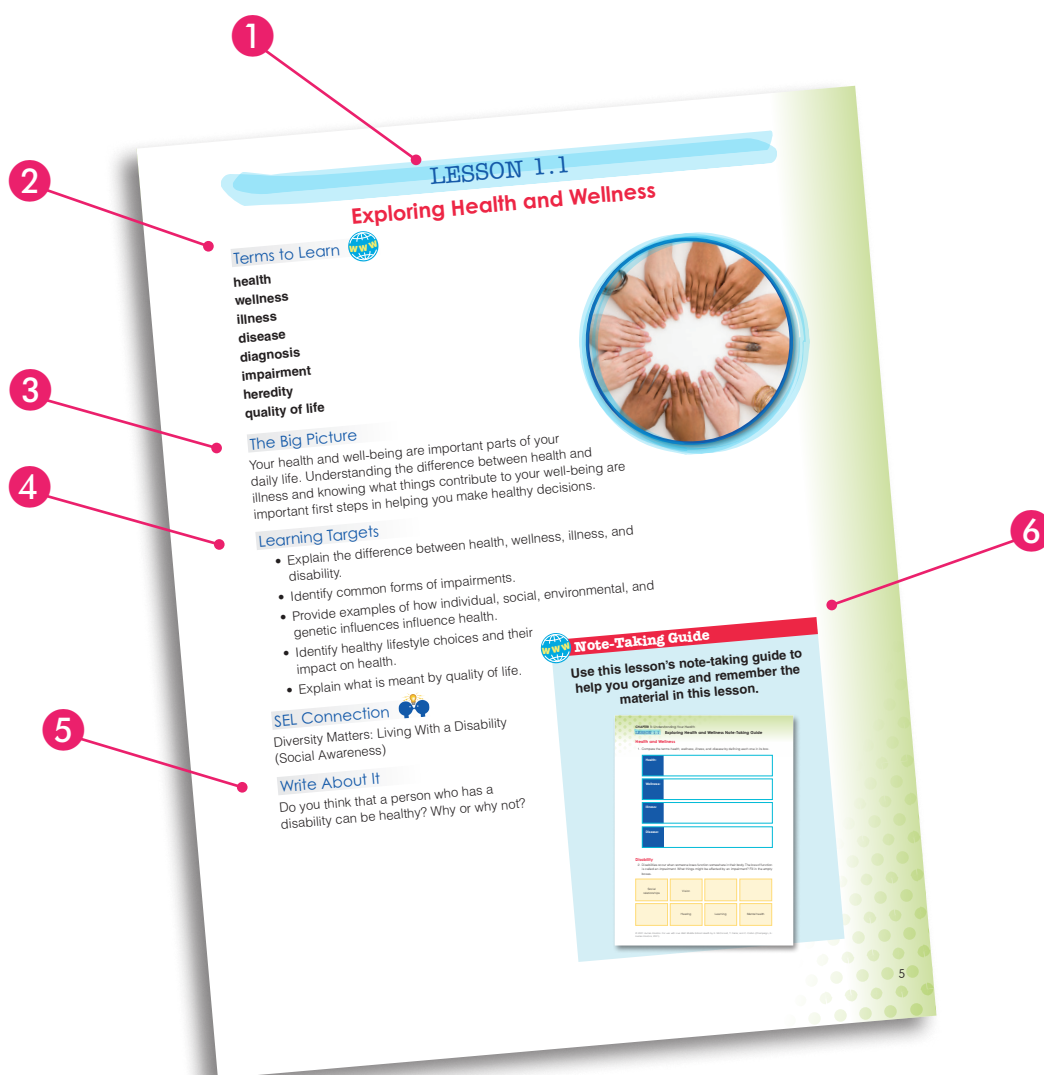 1
LESSON 1.1
2
Exploring Health and Wellness
Terms to Learn
WWW
health
wellness
illness
disease
diagnosis
impairment
heredity
quality of life
3
The Big Picture
Your health and well-being are important parts of your
daily life. Understanding the difference between health and
illness and knowing what things contribute to your well-being are
important first steps in helping you make healthy decisions.
4
Learning Targets
• Explain the difference between health, wellness, illness, and
disability.
• Identify common forms of impairments.
• Provide examples of how individual, social, environmental, and
genetic influences influence health.
• Identify healthy lifestyle choices and their
impact on health.
• Explain what is meant by quality of life.
SEL Connection
Diversity Matters: Living With a Disability
(Social Awareness)
5
Write About It
Do you think that a person who has a
disability can be healthy? Why or why not?
6
WWW
Note-Taking Guide
Use this lesson's note-taking guide to
help you organize and remember the
material in this lesson.
LESSON 1.1 Exploring Health and Wellness Note-Taking Guide
Health and Wellness
Health
Wellness
Illness
Disease
Disability
Social
Vision
Hearing
Learning
Mental health
5